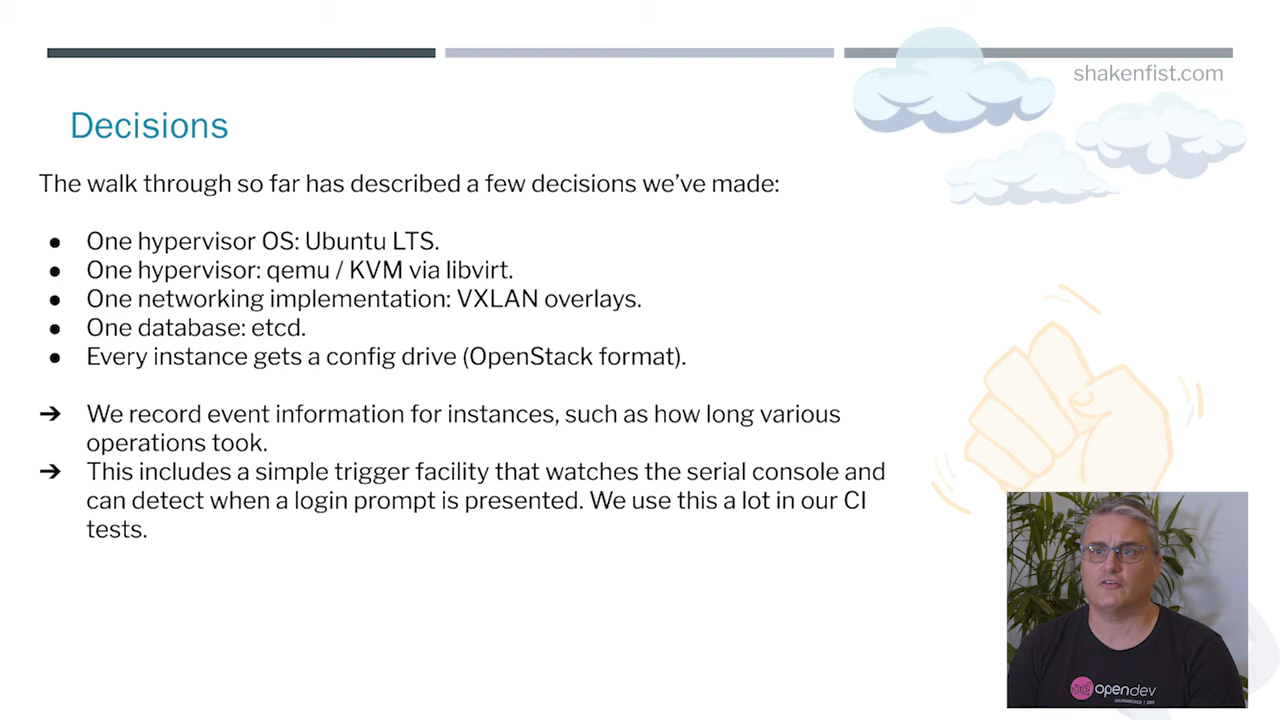 shakenfist.com
Decisions
The walk through so far has described a few decisions we've made:
● One hypervisor OS: Ubuntu LTS.
● One hypervisor: qemu / KVM via libvirt.
● One networking implementation: VXLAN overlays.
● One database: etcd.
● Every instance gets a config drive (OpenStack format).
➔ We record event information for instances, such as how long various
operations took.
➔ This includes a simple trigger facility that watches the serial console and
can detect when a login prompt is presented. We use this a lot in our CI
tests.
opendev
SAN FRANCISCO | 2017